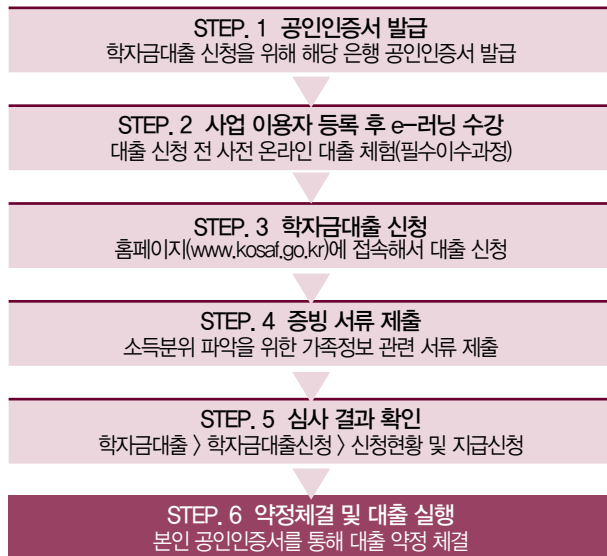 STEP. 1 공인인증서 발급
학자금대출 신청을 위해 해당 은행 공인인증서 발급
STEP. 2 사업 이용자 등록 후 e-러닝 수강
대출 신청 전 사전 온라인 대출 체험(필수이수과정)
STEP. 3 학자금대출 신청
홈페이지(www.kosaf.go.kr)에 접속해서 대출 신청
STEP. 4 증빙 서류 제출
소득분위 파악을 위한 가족정보 관련 서류 제출
STEP. 5 심사 결과 확인
학자금대출 > 학자금대출신청 > 신청현황 및 지급신청
STEP. 6 약정체결 및 대출 실행
본인 공인인증서를 통해 대출 약정 체결